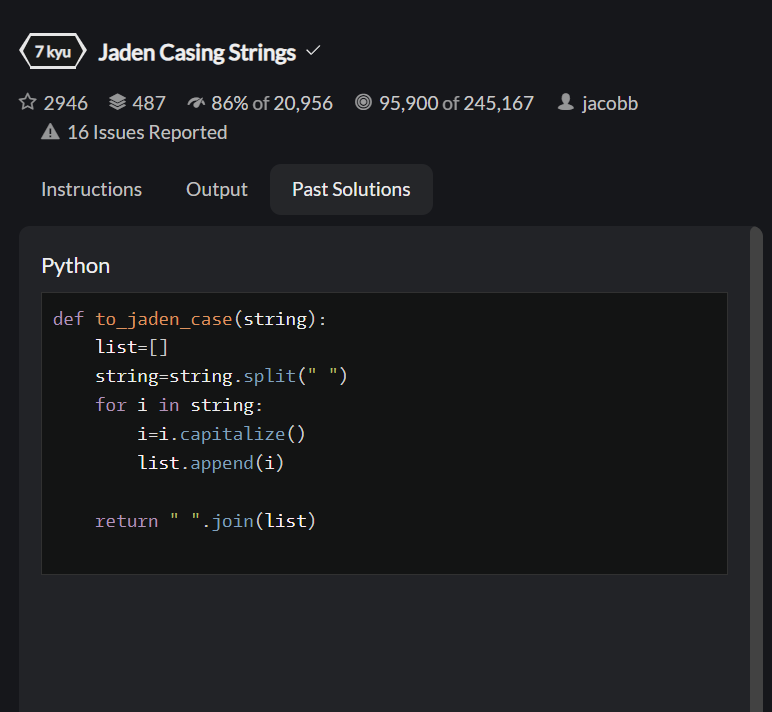 7 kyu Jaden Casing Strings
2946 487 86% of 20,956 95,900 of 245,167 jacobb
16 Issues Reported
Instructions Output Past Solutions
Python
def to_jaden_case(string):
    list=[]
    string=string.split(" ")
    for i in string:
        i=i.capitalize()
        list.append(i)
    return " ".join(list)